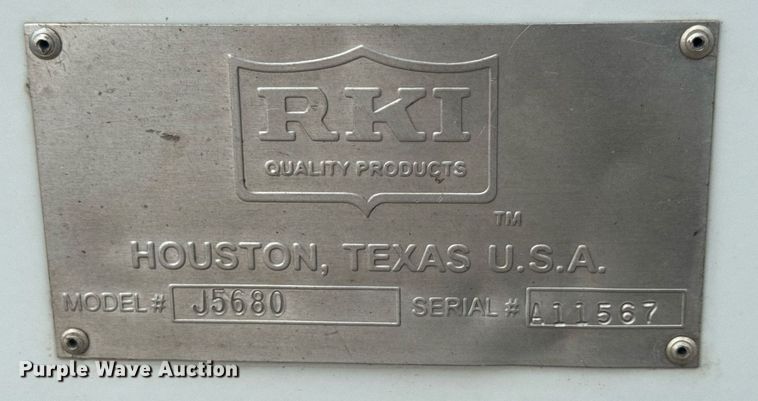 RKI
QUALITY PRODUCTS
TM
HOUSTON, TEXAS U.S.A.
MODEL # J5680 SERIAL # A11567
Purple Wave Auction